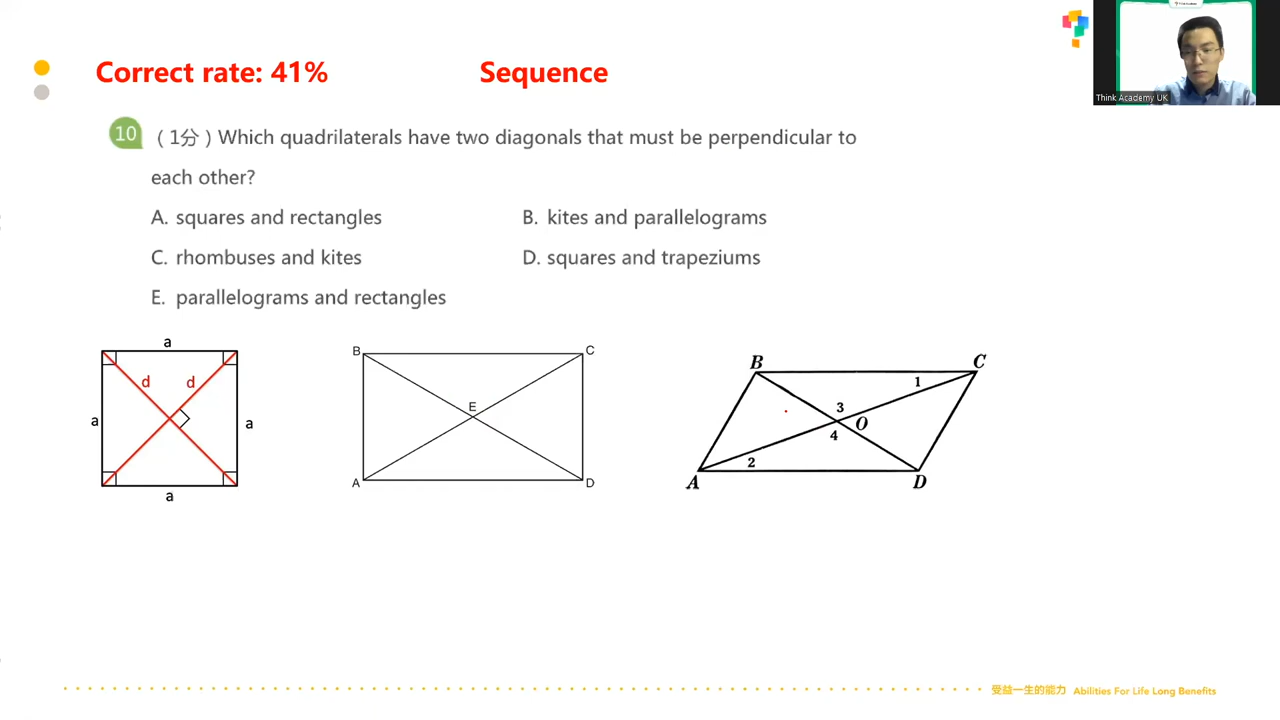 Correct rate: 41%
Sequence
Think Academy UK
10
（1分）Which quadrilaterals have two diagonals that must be perpendicular to
each other?
A. squares and rectangles
B. kites and parallelograms
C. rhombuses and kites
D. squares and trapeziums
E. parallelograms and rectangles
a
d d
a a
a
B C
E
A D
B C
1
3
O
4
2
A D
受益一生的能力 Abilities For Life Long Benefits